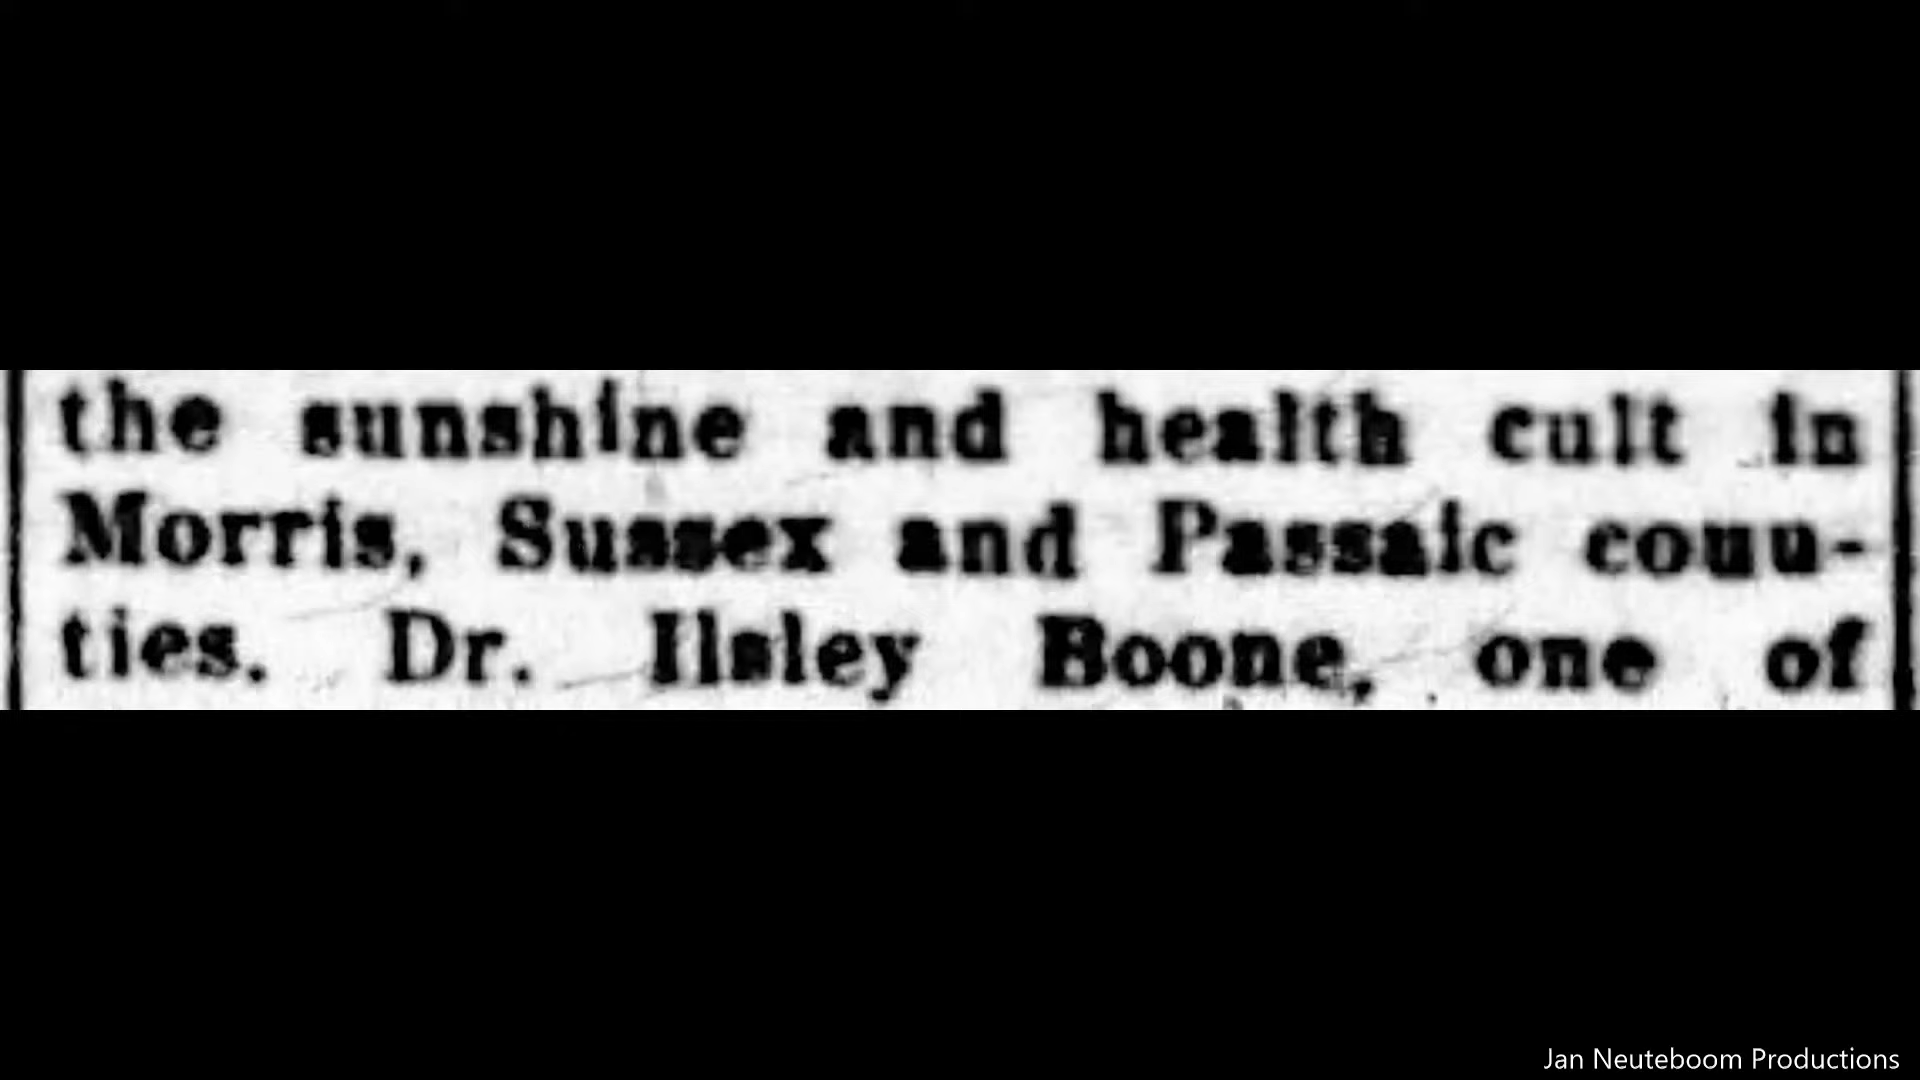 the sunshine and health cult in
Morris, Sussex and Passaic coun-
ties. Dr. Ilsley Boone, one of
Jan Neuteboom Productions